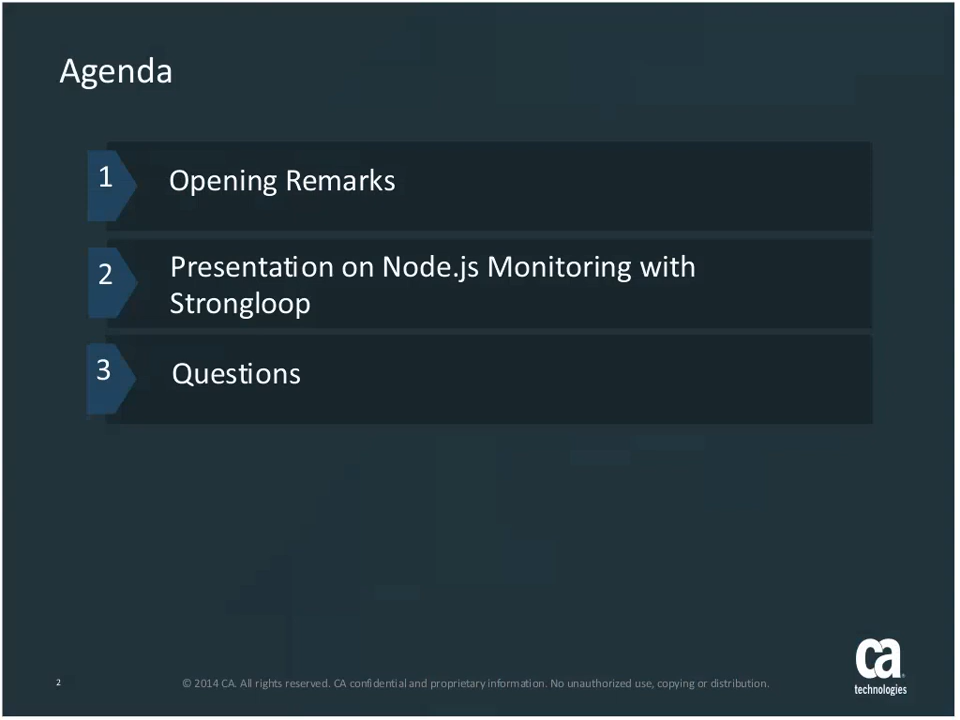 Agenda
1
Opening Remarks
2
Presentation on Node.js Monitoring with
Strongloop
3
Questions
2
© 2014 CA. All rights reserved. CA confidential and proprietary information. No unauthorized use, copying or distribution.
ca
technologies